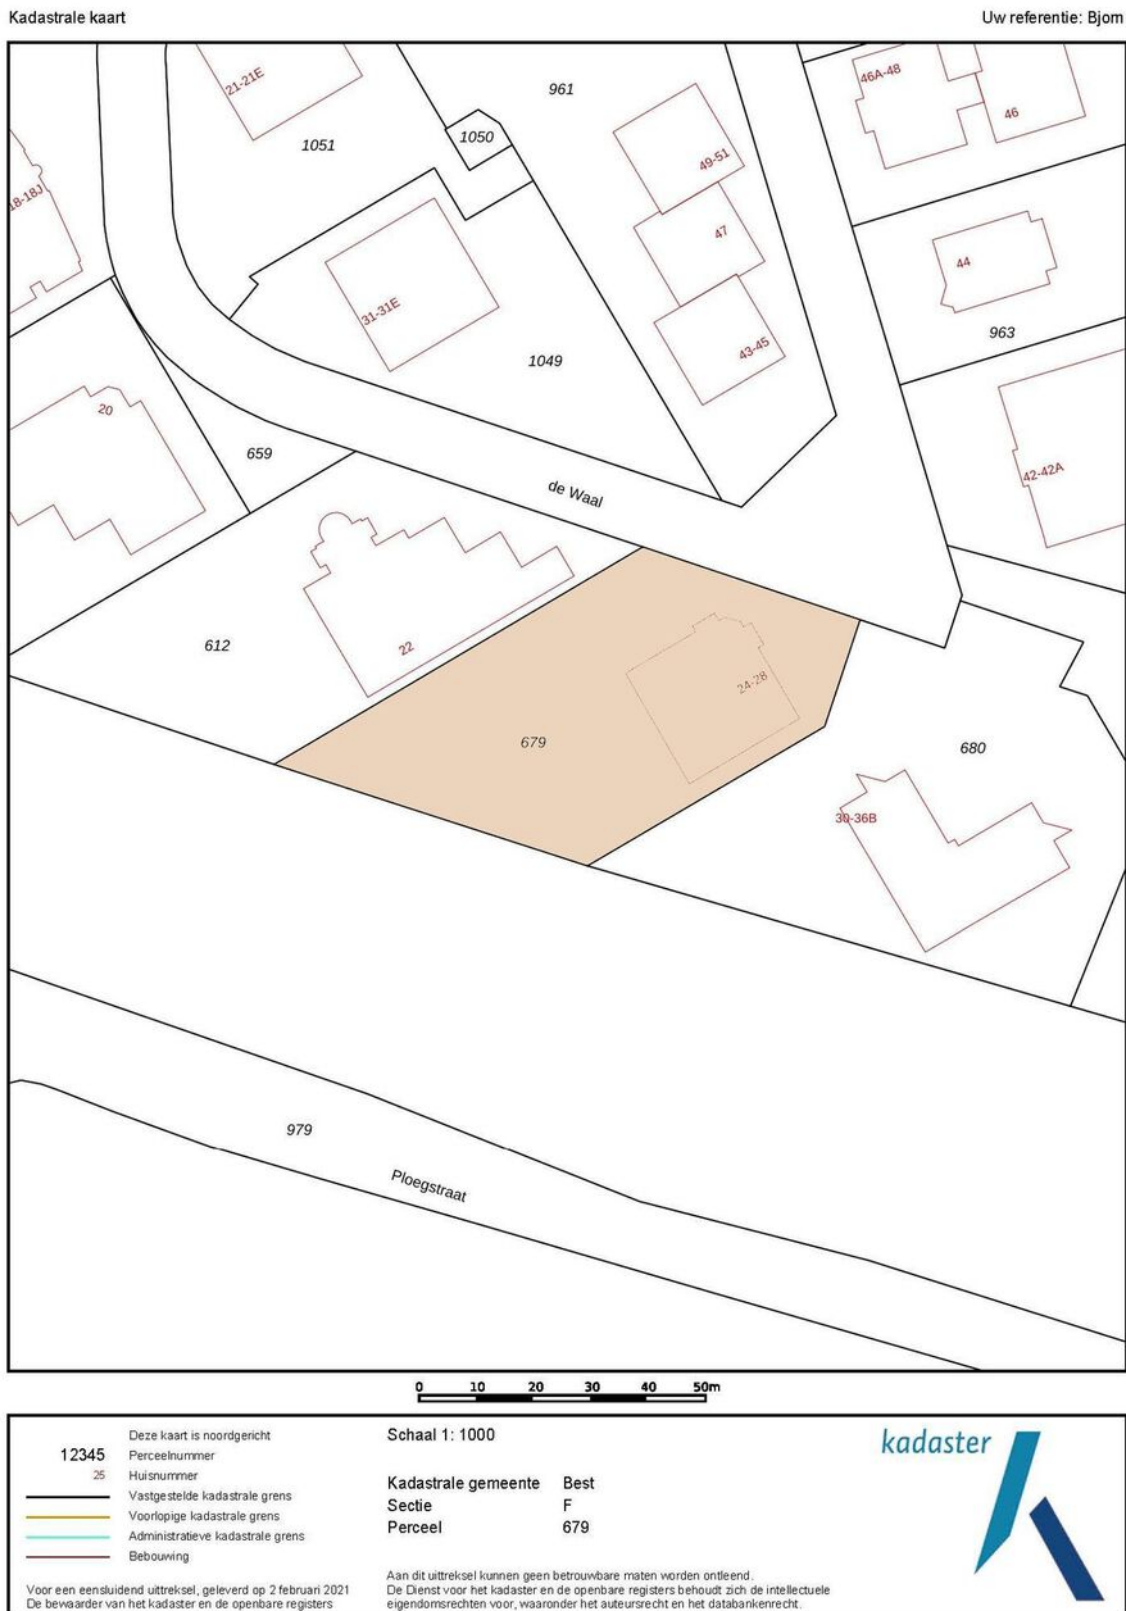 Kadastrale kaart
Uw referentie: Bjorn
21-21E
961
46A-48
46
1051
1050
49-51
18-18J
47
44
31-31E
43-45
963
1049
20
659
42-42A
de Waal
22
612
24-28
679
680
30-36B
979
Ploegstraat
0 10 20 30 40 50m
Deze kaart is noordgericht
12345 Perceelnummer
25 Huisnummer
Vastgestelde kadastrale grens
Voorlopige kadastrale grens
Administratieve kadastrale grens
Bebouwing
Voor een eensluidend uittreksel, geleverd op 2 februari 2021
De bewaarder van het kadaster en de openbare registers
Schaal 1: 1000
Kadastrale gemeente Best
Sectie F
Perceel 679
Aan dit uittreksel kunnen geen betrouwbare maten worden ontleend.
De Dienst voor het kadaster en de openbare registers behoudt zich de intellectuele
eigendomsrechten voor, waaronder het auteursrecht en het databankenrecht.
kadaster